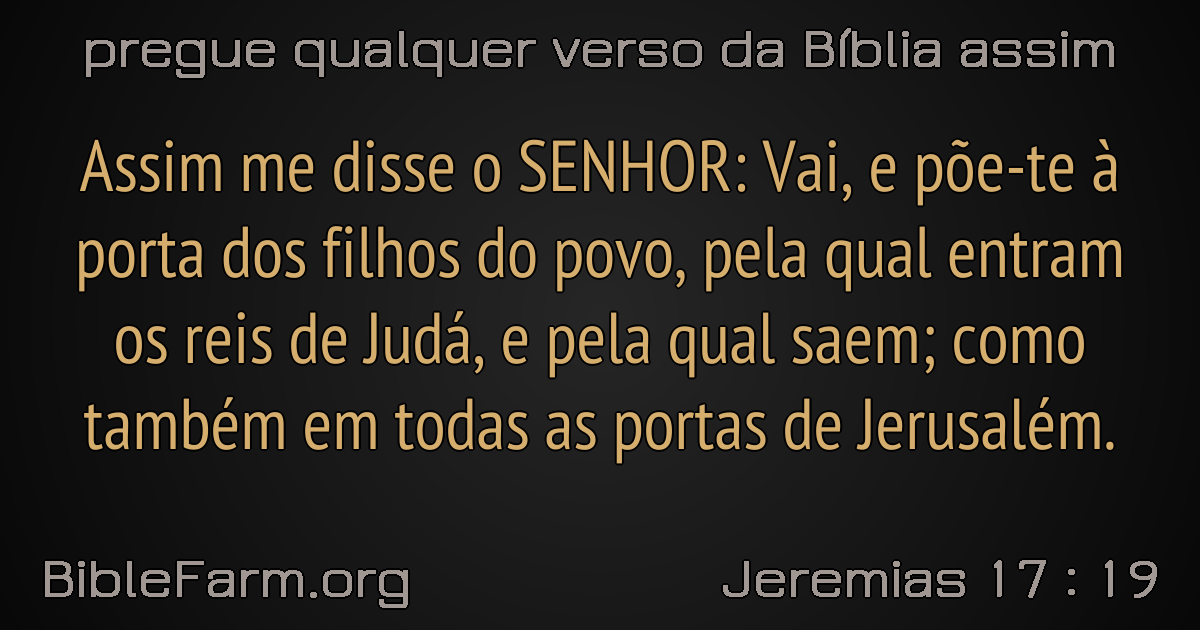 pregue qualquer verso da Bíblia assim
Assim me disse o SENHOR: Vai, e põe-te à
porta dos filhos do povo, pela qual entram
os reis de Judá, e pela qual saem; como
também em todas as portas de Jerusalém.
BibleFarm.org
Jeremias 17 : 19